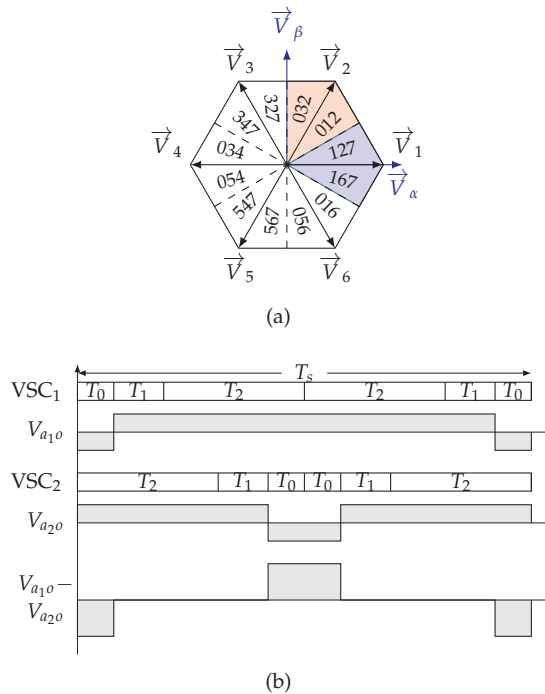 V⃗β
V⃗3
V⃗2
327
032
347
012
V⃗4
034
127
V⃗1
054
167
V⃗α
547
016
567
056
V⃗5
V⃗6
(a)
Ts
VSC1 T0 T1 T2 T2 T1 T0
Va1o
VSC2 T2 T1 T0 T0 T1 T2
Va2o
Va1o−
Va2o
(b)